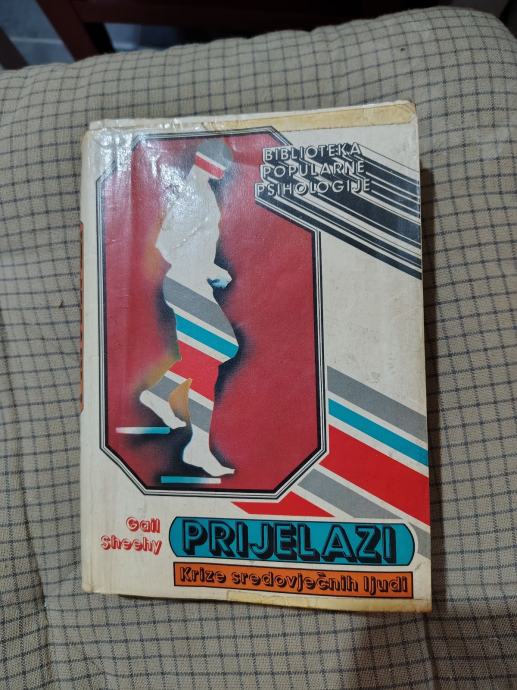 BIBLIOTEKA
POPULARNE
PSIHOLOGIJE
Gail
Sheehy
PRIJELAZI
Krize sredovječnih ljudi